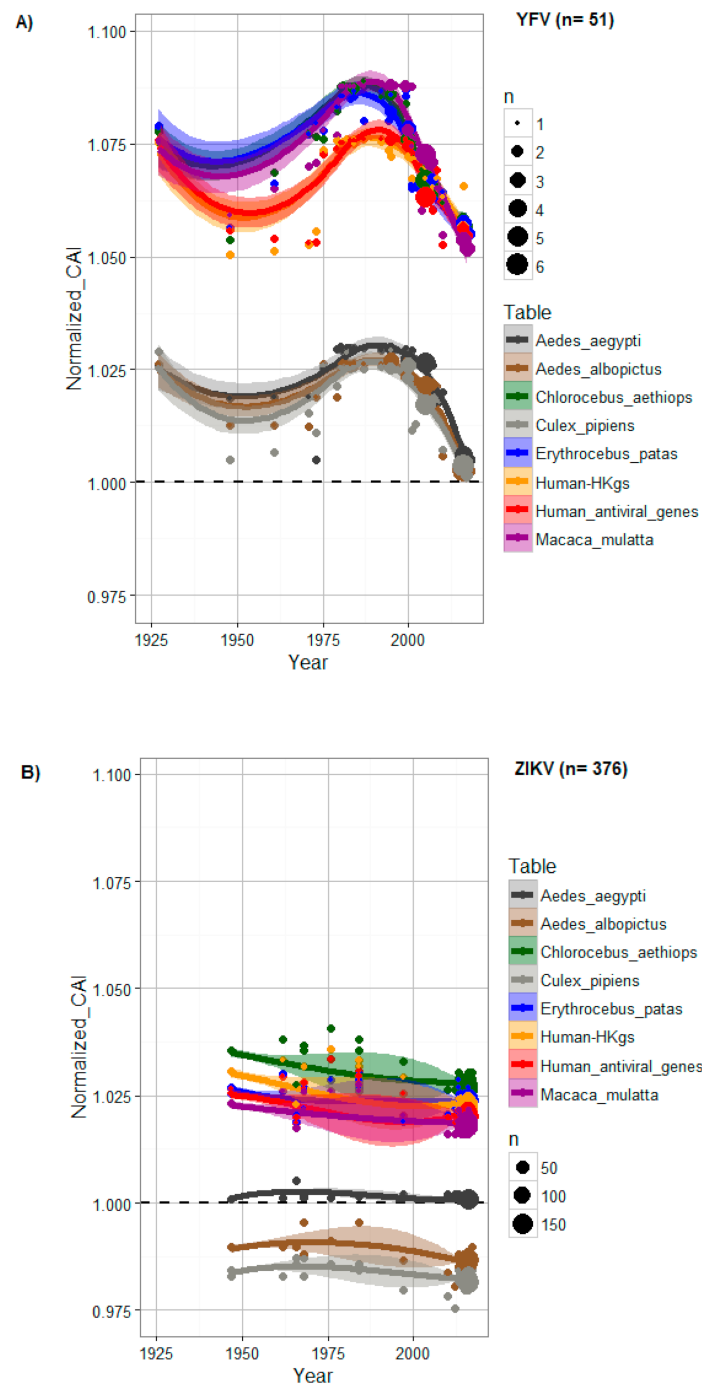 A)
YFV (n= 51)
1.100
1.075
1.050
1.025
1.000
0.975
Normalized_CAI
1925
1950
1975
2000
Year
n
1
2
3
4
5
6
Table
Aedes_aegypti
Aedes_albopictus
Chlorocebus_aethiops
Culex_pipiens
Erythrocebus_patas
Human-HKgs
Human_antiviral_genes
Macaca_mulatta
B)
ZIKV (n= 376)
1.100
1.075
1.050
1.025
1.000
0.975
Normalized_CAI
1925
1950
1975
2000
Year
Table
Aedes_aegypti
Aedes_albopictus
Chlorocebus_aethiops
Culex_pipiens
Erythrocebus_patas
Human-HKgs
Human_antiviral_genes
Macaca_mulatta
n
50
100
150